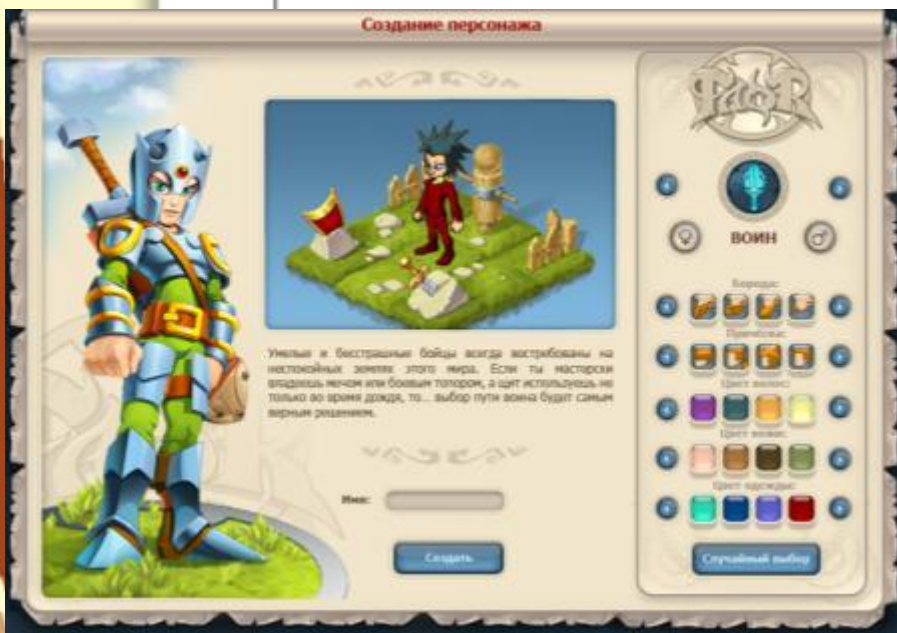 Создание персонажа
ВОИН
Борода:
Причёска:
Цвет волос:
Цвет кожи:
Цвет одежды:
Умелые и бесстрашные бойцы всегда востребованы на
неспокойных землях этого мира. Если ты мастерски
владеешь мечом или боевым топором, а щит используешь не
только во время дождя, то... выбор пути воина будет самым
верным решением.
Имя:
Создать
Случайный выбор